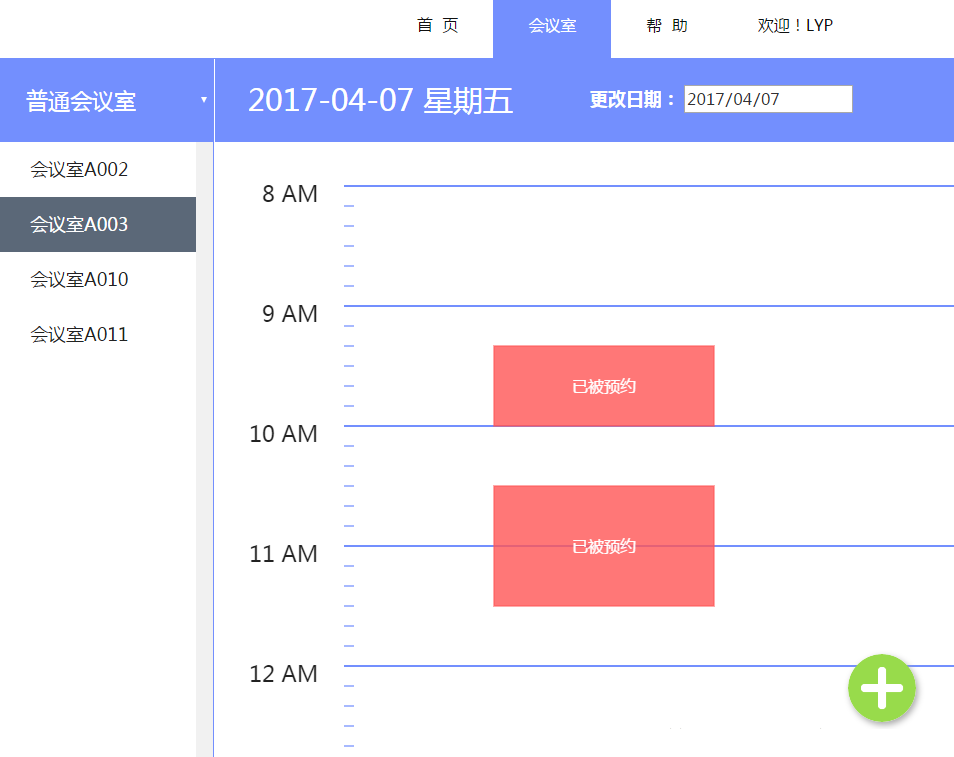 首 页
会议室
帮 助
欢迎！LYP
普通会议室
2017-04-07 星期五
更改日期：
2017/04/07
会议室A002
会议室A003
会议室A010
会议室A011
8 AM
9 AM
已被预约
10 AM
已被预约
11 AM
12 AM